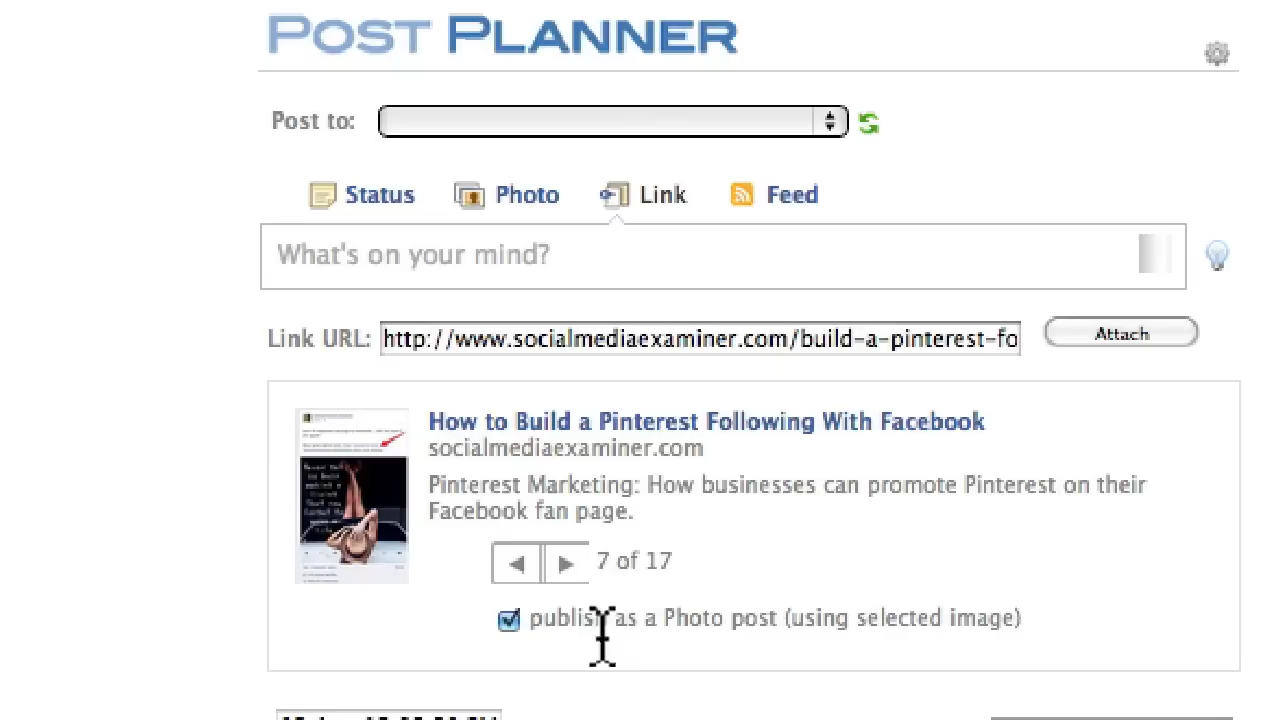 POST PLANNER
Post to:
Status Photo Link Feed
What's on your mind?
Link URL: http://www.socialmediaexaminer.com/build-a-pinterest-fo Attach
How to Build a Pinterest Following With Facebook
socialmediaexaminer.com
Pinterest Marketing: How businesses can promote Pinterest on their
Facebook fan page.
7 of 17
publish as a Photo post (using selected image)